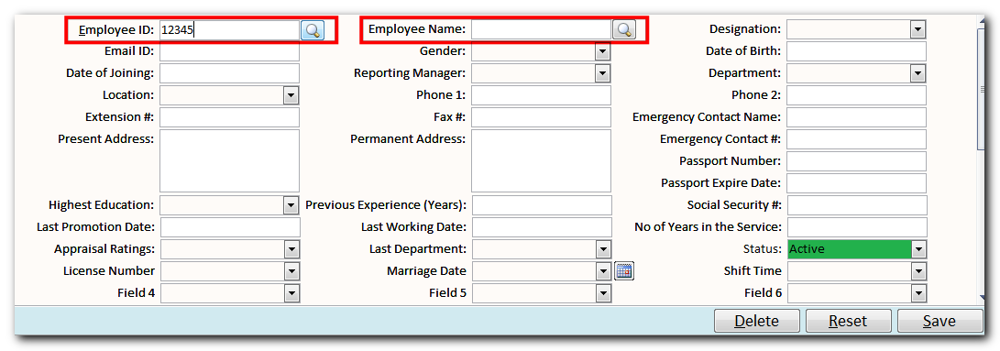 Employee ID: 12345 Employee Name: Designation:
Email ID: Gender: Date of Birth:
Date of Joining: Reporting Manager: Department:
Location: Phone 1: Phone 2:
Extension #: Fax #: Emergency Contact Name:
Present Address: Permanent Address: Emergency Contact #:
Passport Number:
Passport Expire Date:
Highest Education: Previous Experience (Years): Social Security #:
Last Promotion Date: Last Working Date: No of Years in the Service:
Appraisal Ratings: Last Department: Status: Active
License Number Marriage Date Shift Time
Field 4 Field 5 Field 6
Delete Reset Save